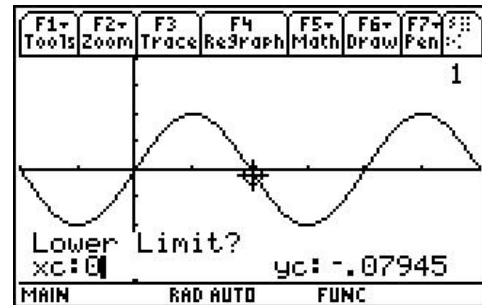 F1▾ F2▾ F3 F4 F5▾ F6▾ F7▾
Tools Zoom Trace ReGraph Math Draw Pen
1
Lower Limit?
xc:0 yc:⁻.07945
MAIN RAD AUTO FUNC